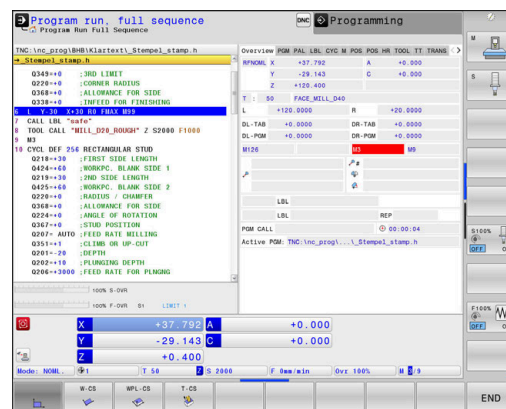 Program run, full sequence
Program Run Full Sequence
DNC
Programming
TNC:\nc_prog\BHB\Klartext\_Stempel_stamp.h
→_Stempel_stamp.h
Q349=+0 ;3RD LIMIT
Q220=+0 ;CORNER RADIUS
Q368=+0 ;ALLOWANCE FOR SIDE
Q338=+0 ;INFEED FOR FINISHING
6 L Y-30 X+30 R0 FMAX M99
7 CALL LBL "safe"
8 TOOL CALL "MILL_D20_ROUGH" Z S2000 F1000
9 M3
10 CYCL DEF 256 RECTANGULAR STUD
Q218=+30 ;FIRST SIDE LENGTH
Q424=+60 ;WORKPC. BLANK SIDE 1
Q219=+30 ;2ND SIDE LENGTH
Q425=+60 ;WORKPC. BLANK SIDE 2
Q220=+0 ;RADIUS / CHAMFER
Q368=+0 ;ALLOWANCE FOR SIDE
Q224=+0 ;ANGLE OF ROTATION
Q367=+0 ;STUD POSITION
Q207= AUTO ;FEED RATE MILLING
Q351=+1 ;CLIMB OR UP-CUT
Q201=-20 ;DEPTH
Q202=+10 ;PLUNGING DEPTH
Q206=+3000 ;FEED RATE FOR PLNGNG
100% S-OVR
100% F-OVR S1 LIMIT 1
Overview PGM PAL LBL CYC M POS POS HR TOOL TT TRANS
RFNOML X +37.792 A +0.000
Y -29.143 C +0.000
Z +120.400
T : 50 FACE_MILL_D40
L +120.0000 R +20.0000
DL-TAB +0.0000 DR-TAB +0.0000
DL-PGM +0.0000 DR-PGM +0.0000
M126 M3 M9
LBL
LBL REP
PGM CALL 00:00:04
Active PGM: TNC:\nc_prog\...\_Stempel_stamp.h
X +37.792 A +0.000
Y -29.143 C +0.000
Z +0.400
Mode: NOML. 1 T 50 Z S 2000 F 0mm/min Ovr 100% M 3/9
W-CS WPL-CS T-CS
END
M
S
S100%
OFF
F100%
OFF